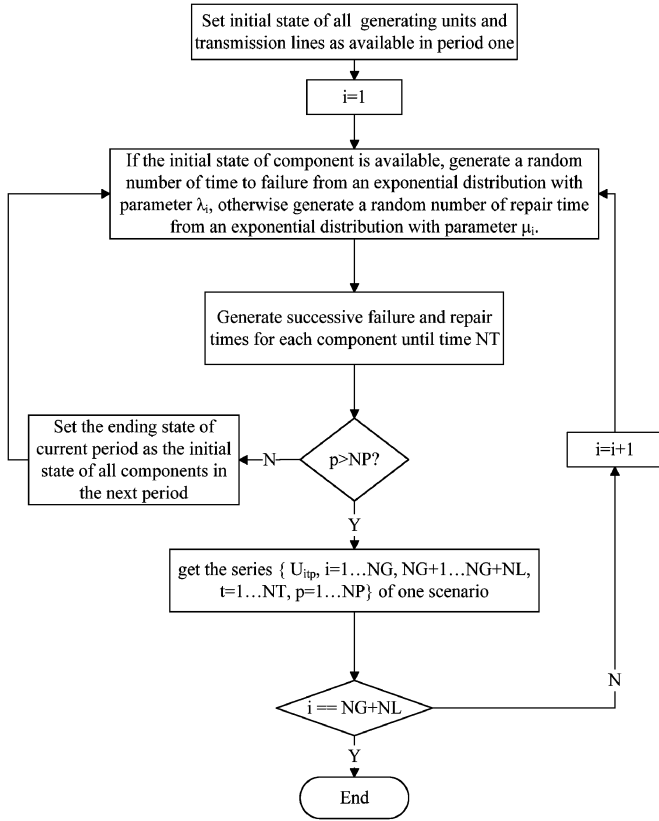 Set initial state of all generating units and
transmission lines as available in period one
i=1
If the initial state of component is available, generate a random
number of time to failure from an exponential distribution with
parameter λi, otherwise generate a random number of repair time
from an exponential distribution with parameter μi.
Generate successive failure and repair
times for each component until time NT
Set the ending state of
current period as the initial
state of all components in
the next period
N
p>NP?
i=i+1
Y
get the series { Uitp, i=1…NG, NG+1…NG+NL,
t=1…NT, p=1…NP} of one scenario
N
i == NG+NL
Y
End